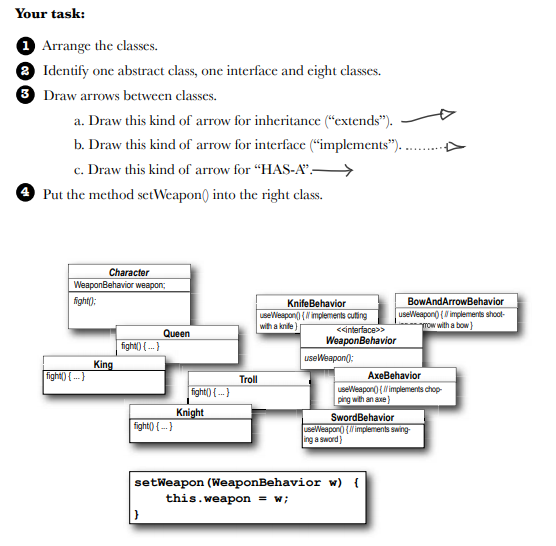 Your task:
1 Arrange the classes.
2 Identify one abstract class, one interface and eight classes.
3 Draw arrows between classes.
a. Draw this kind of arrow for inheritance (“extends”).
b. Draw this kind of arrow for interface (“implements”).
c. Draw this kind of arrow for “HAS-A”.
4 Put the method setWeapon() into the right class.
Character
WeaponBehavior weapon;
fight();
Queen
fight() { ... }
King
fight() { ... }
Troll
fight() { ... }
Knight
fight() { ... }
KnifeBehavior
useWeapon() { // implements cutting
with a knife }
BowAndArrowBehavior
useWeapon() { // implements shoot-
arrow with a bow }
<<interface>>
WeaponBehavior
useWeapon();
AxeBehavior
useWeapon() { // implements chop-
ping with an axe }
SwordBehavior
useWeapon() { // implements swing-
ing a sword }
setWeapon(WeaponBehavior w) {
this.weapon = w;
}